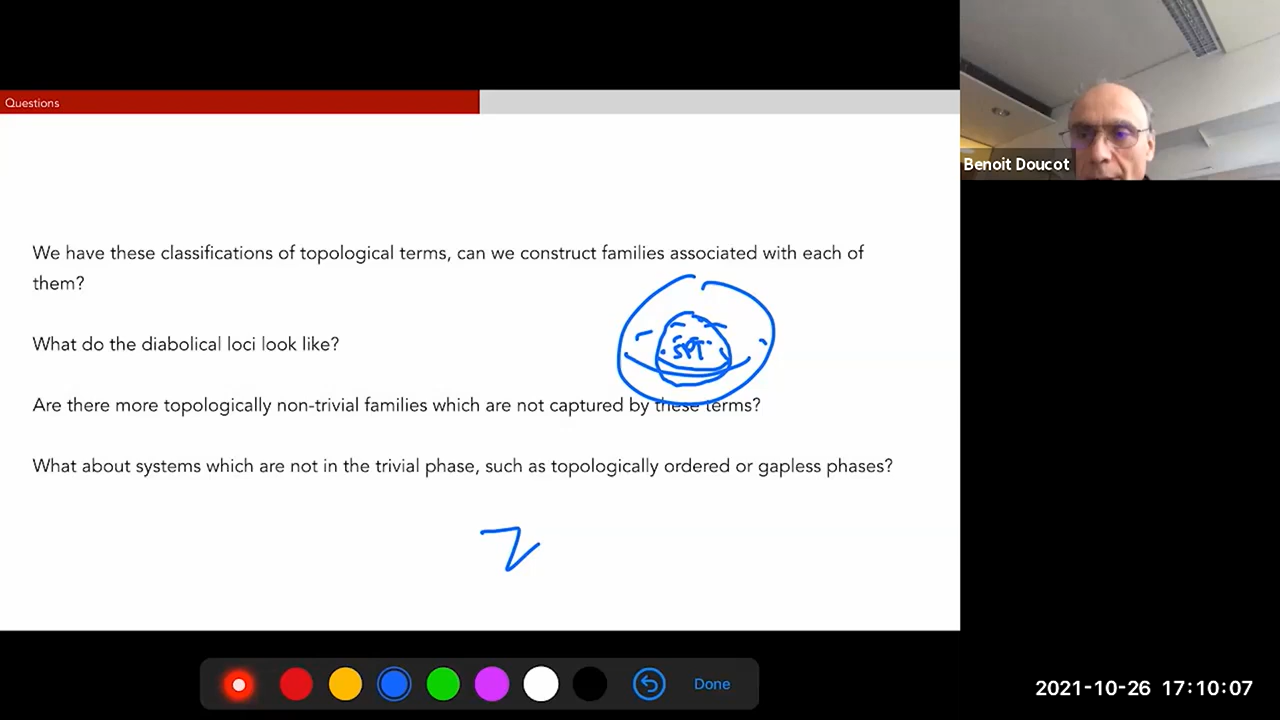 Questions
Benoit Doucot
We have these classifications of topological terms, can we construct families associated with each of
them?
What do the diabolical loci look like?
SPT
Are there more topologically non-trivial families which are not captured by these terms?
What about systems which are not in the trivial phase, such as topologically ordered or gapless phases?
Done
2021-10-26 17:10:07